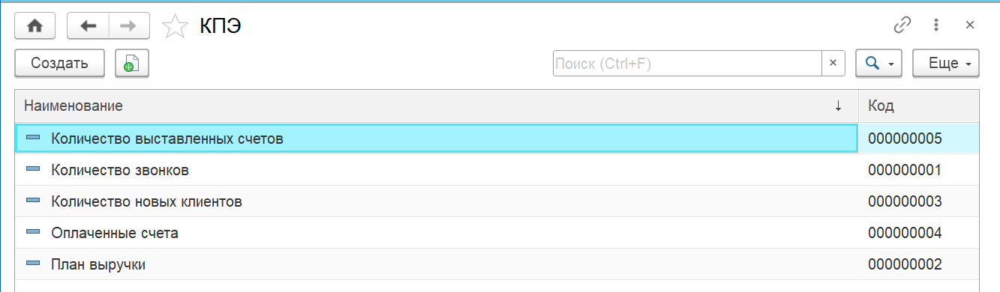 КПЭ
Создать Поиск (Ctrl+F) × Еще
Наименование ↓ Код
Количество выставленных счетов 000000005
Количество звонков 000000001
Количество новых клиентов 000000003
Оплаченные счета 000000004
План выручки 000000002